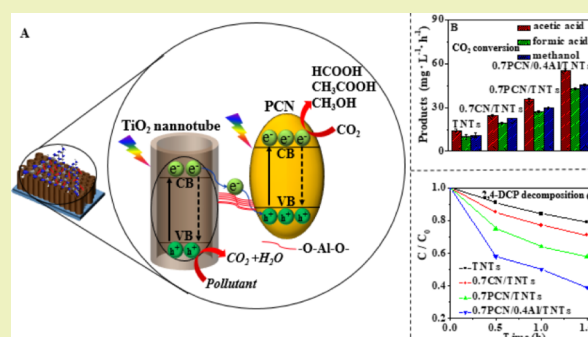 A
HCOOH
CH₃COOH
CH₃OH
PCN
CO₂
TiO₂ nannotube
CB
CB
e⁻ e⁻ e⁻
e⁻ e⁻ e⁻
e⁻
VB
VB
h⁺ h⁺ h⁺
h⁺ h⁺
-O-Al-O-
CO₂ +H₂O
Pollutant
B
acetic acid
formic acid
methanol
CO₂ conversion
0.7PCN/0.4Al/TNTs
0.7PCN/TNTs
0.7CN/TNTs
TNTs
Products (mg· L⁻¹·h⁻¹)
90
60
30
0
2,4-DCP decomposition
C / C₀
1.0
0.8
0.6
0.4
0.2
TNTs
0.7CN/TNTs
0.7PCN/TNTs
0.7PCN/0.4Al/TNTs
0.0 0.5 1.0